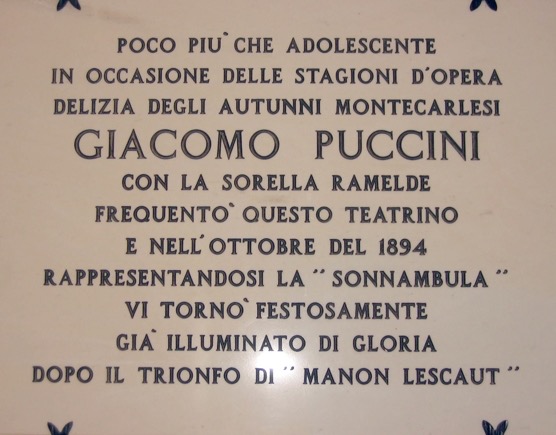 POCO PIU` CHE ADOLESCENTE
IN OCCASIONE DELLE STAGIONI D'OPERA
DELIZIA DEGLI AUTUNNI MONTECARLESI
GIACOMO PUCCINI
CON LA SORELLA RAMELDE
FREQUENTO` QUESTO TEATRINO
E NELL'OTTOBRE DEL 1894
RAPPRESENTANDOSI LA "SONNAMBULA"
VI TORNO` FESTOSAMENTE
GIA` ILLUMINATO DI GLORIA
DOPO IL TRIONFO DI "MANON LESCAUT"